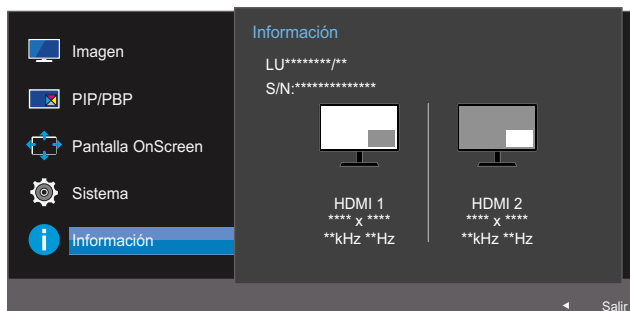 Imagen
PIP/PBP
Pantalla OnScreen
Sistema
Información
Información
LU********/**
S/N:**************
HDMI 1
**** x ****
**kHz **Hz
HDMI 2
**** x ****
**kHz **Hz
Salir